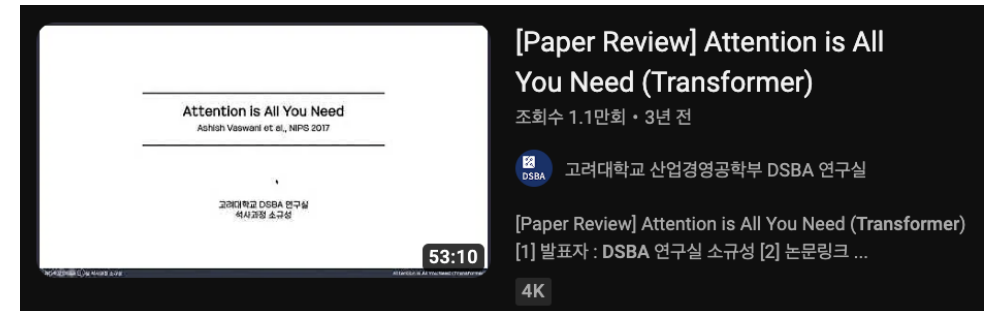 Attention is All You Need
Ashish Vaswani et al., NIPS 2017
고려대학교 DSBA 연구실
석사과정 소규성
53:10
[Paper Review] Attention is All
You Need (Transformer)
조회수 1.1만회 • 3년 전
DSBA
고려대학교 산업경영공학부 DSBA 연구실
[Paper Review] Attention is All You Need (Transformer)
[1] 발표자 : DSBA 연구실 소규성 [2] 논문링크 ...
4K